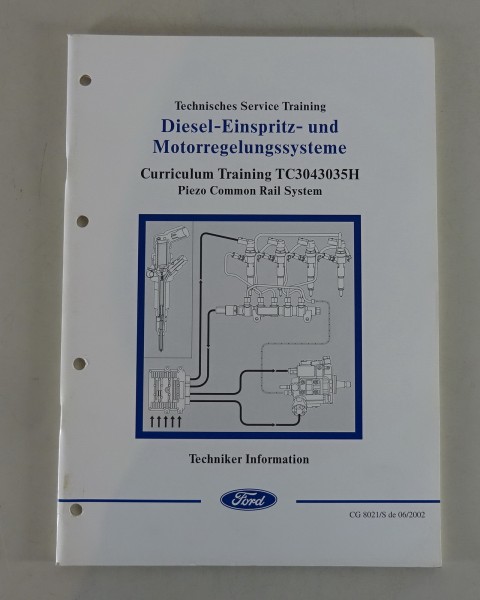 Technisches Service Training
Diesel-Einspritz- und
Motorregelungssysteme
Curriculum Training TC3043035H
Piezo Common Rail System
Techniker Information
Ford
CG 8021/S de 06/2002